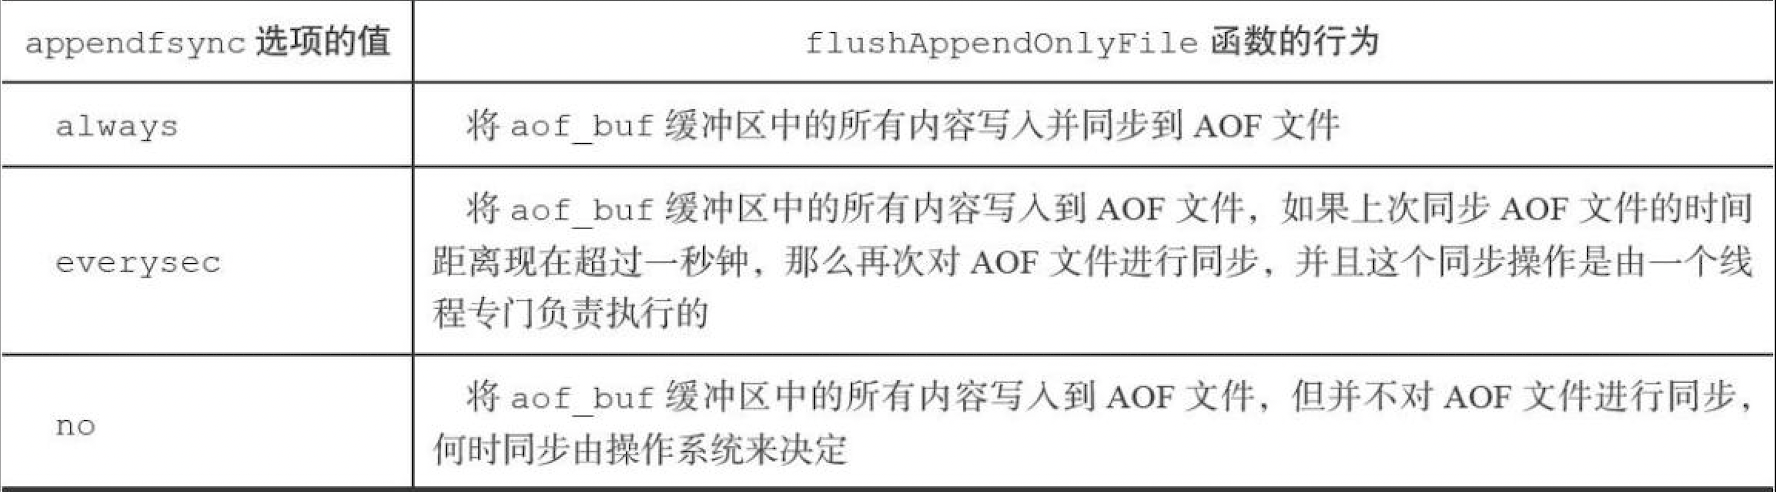 appendfsync 选项的值
flushAppendOnlyFile 函数的行为
always
将 aof_buf 缓冲区中的所有内容写入并同步到 AOF 文件
everysec
将 aof_buf 缓冲区中的所有内容写入到 AOF 文件，如果上次同步 AOF 文件的时间
距离现在超过一秒钟，那么再次对 AOF 文件进行同步，并且这个同步操作是由一个线
程专门负责执行的
no
将 aof_buf 缓冲区中的所有内容写入到 AOF 文件，但并不对 AOF 文件进行同步，
何时同步由操作系统来决定